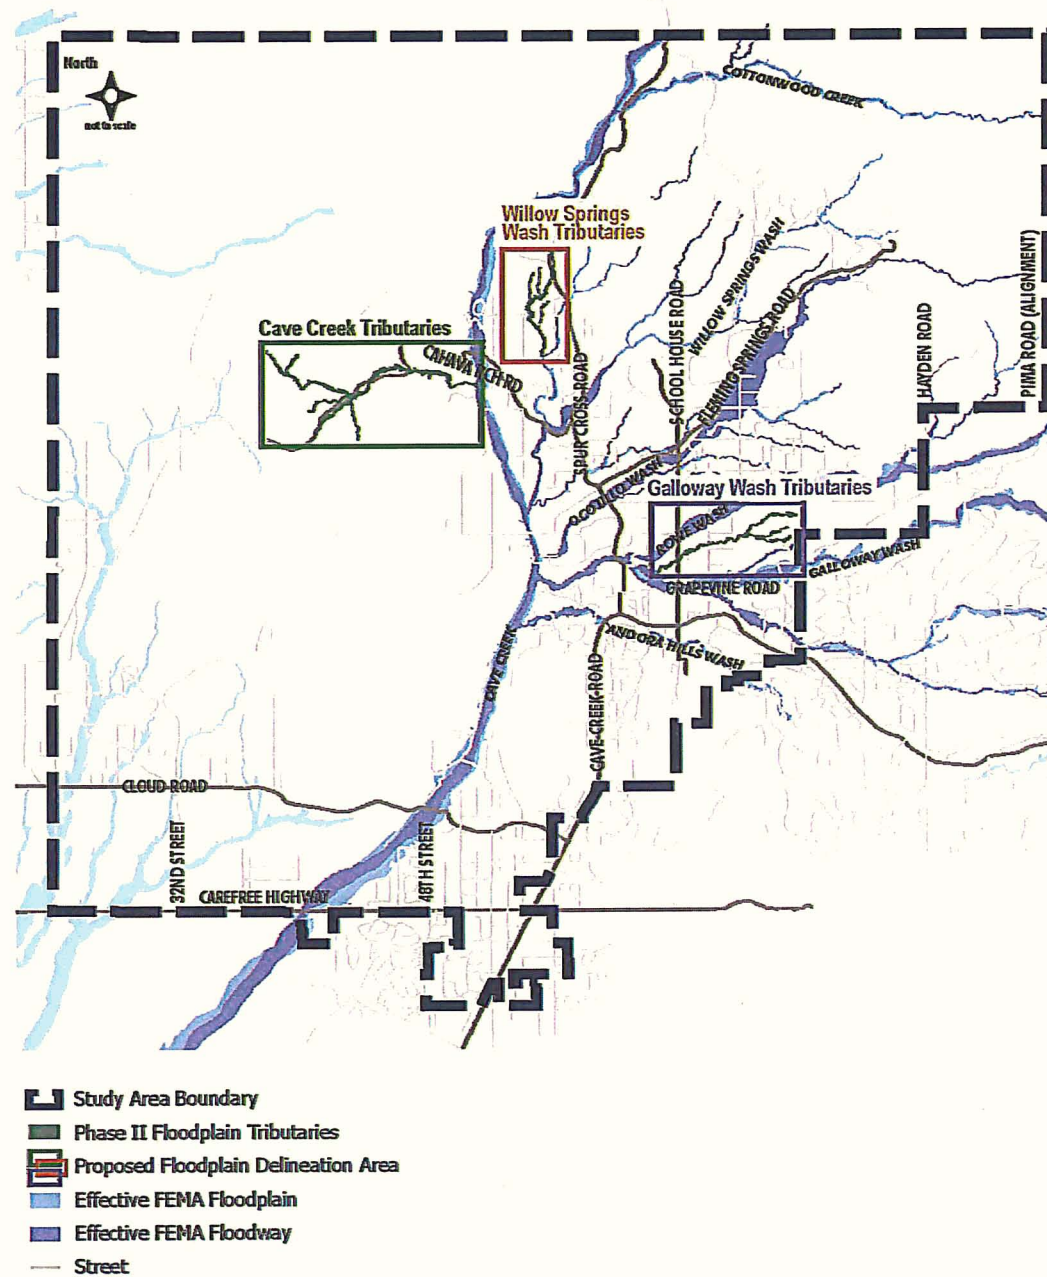 North
not to scale
COTTONWOOD CREEK
Willow Springs
Wash Tributaries
WILLOW SPRINGS WASH
PIMA ROAD (ALIGNMENT)
HAYDEN ROAD
SCHOOL HOUSE ROAD
FLEMING SPRINGS ROAD
Cave Creek Tributaries
CAHAVA RCH RD
SPUR CROSS ROAD
OCOTILLO WASH
Galloway Wash Tributaries
ROWE WASH
GALLOWAY WASH
GRAPEVINE ROAD
ANDORA HILLS WASH
CAVE CREEK
CAVE CREEK ROAD
CLOUD ROAD
32ND STREET
48TH STREET
CAREFREE HIGHWAY
Study Area Boundary
Phase II Floodplain Tributaries
Proposed Floodplain Delineation Area
Effective FEMA Floodplain
Effective FEMA Floodway
Street